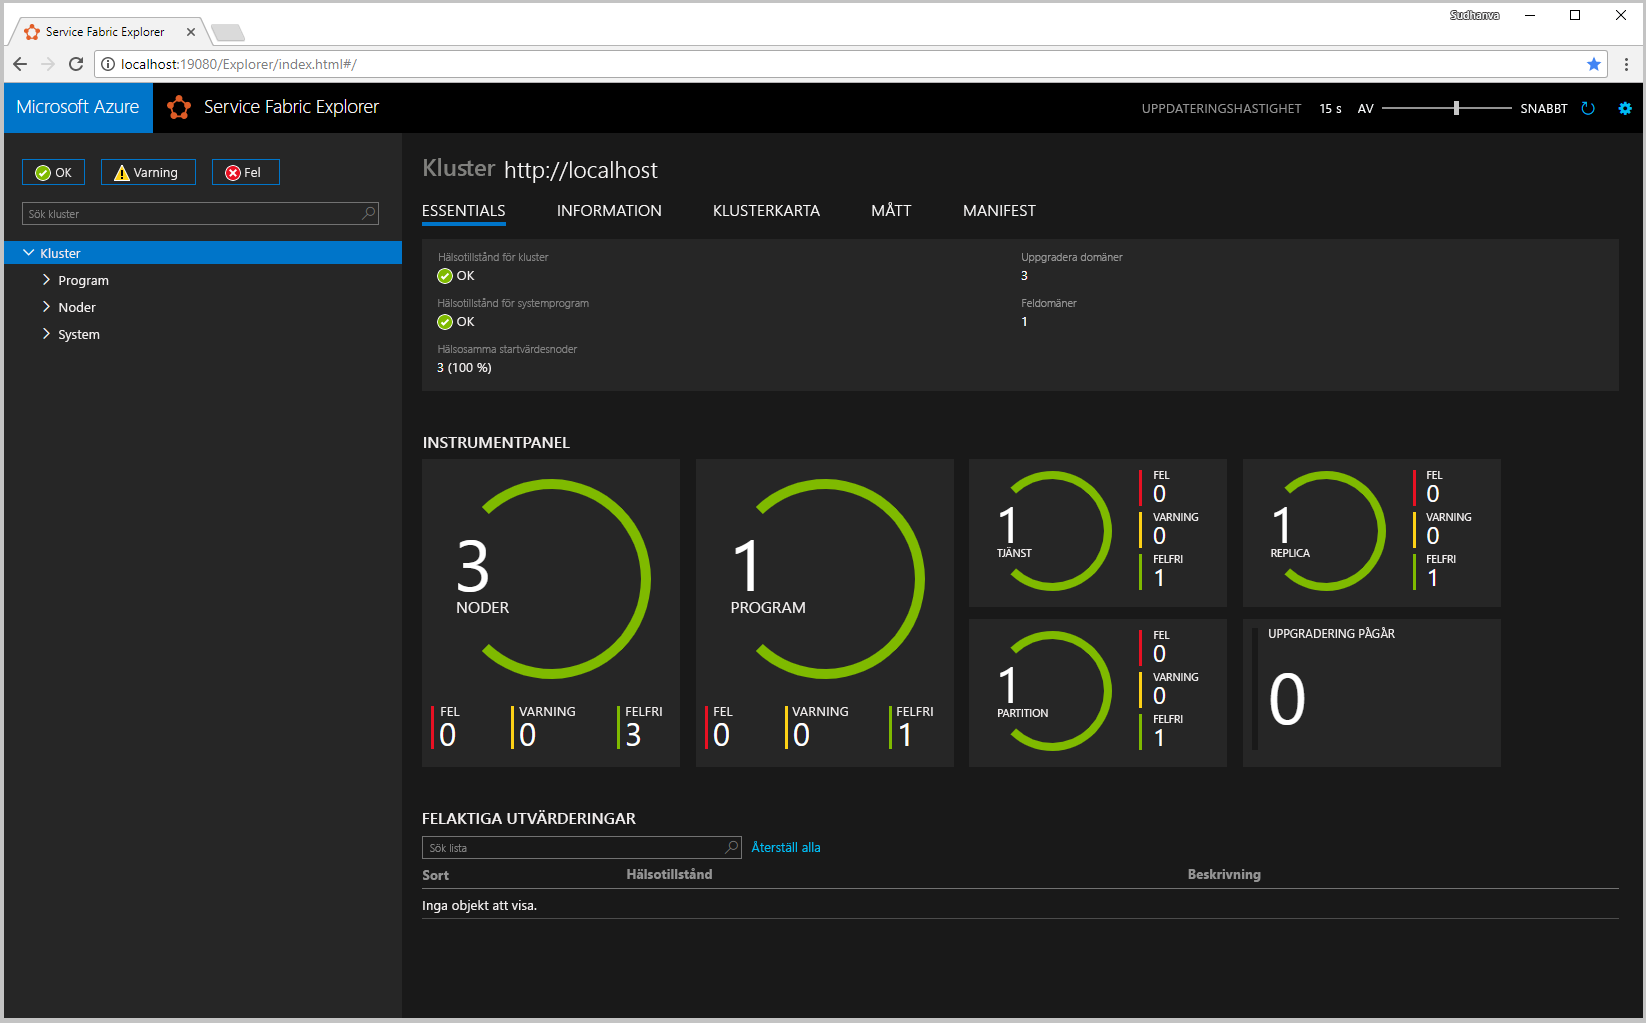 Sudhanva
Service Fabric Explorer
localhost:19080/Explorer/index.html#/
Microsoft Azure
Service Fabric Explorer
UPPDATERINGSHASTIGHET 15 s AV SNABBT
OK Varning Fel
Sök kluster
Kluster
Program
Noder
System
Kluster http://localhost
ESSENTIALS INFORMATION KLUSTERKARTA MÅTT MANIFEST
Hälsotillstånd för kluster
OK
Hälsotillstånd för systemprogram
OK
Hälsosamma startvärdesnoder
3 (100 %)
Uppgradera domäner
3
Feldomäner
1
INSTRUMENTPANEL
3
NODER
FEL
0
VARNING
0
FELFRI
3
1
PROGRAM
FEL
0
VARNING
0
FELFRI
1
1
TJÄNST
FEL
0
VARNING
0
FELFRI
1
1
REPLICA
FEL
0
VARNING
0
FELFRI
1
1
PARTITION
FEL
0
VARNING
0
FELFRI
1
UPPGRADERING PÅGÅR
0
FELAKTIGA UTVÄRDERINGAR
Sök lista
Återställ alla
Sort Hälsotillstånd Beskrivning
Inga objekt att visa.